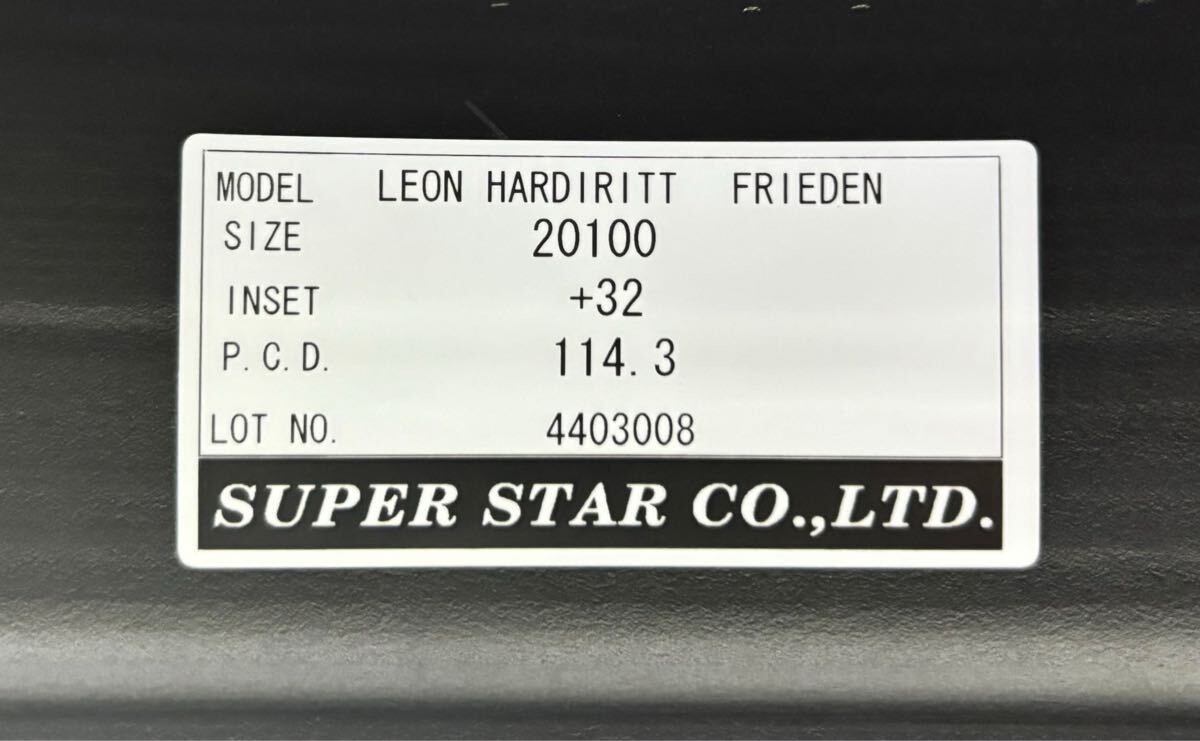 MODEL LEON HARDIRITT FRIEDEN
SIZE 20100
INSET +32
P.C.D. 114.3
LOT NO. 4403008
SUPER STAR CO.,LTD.